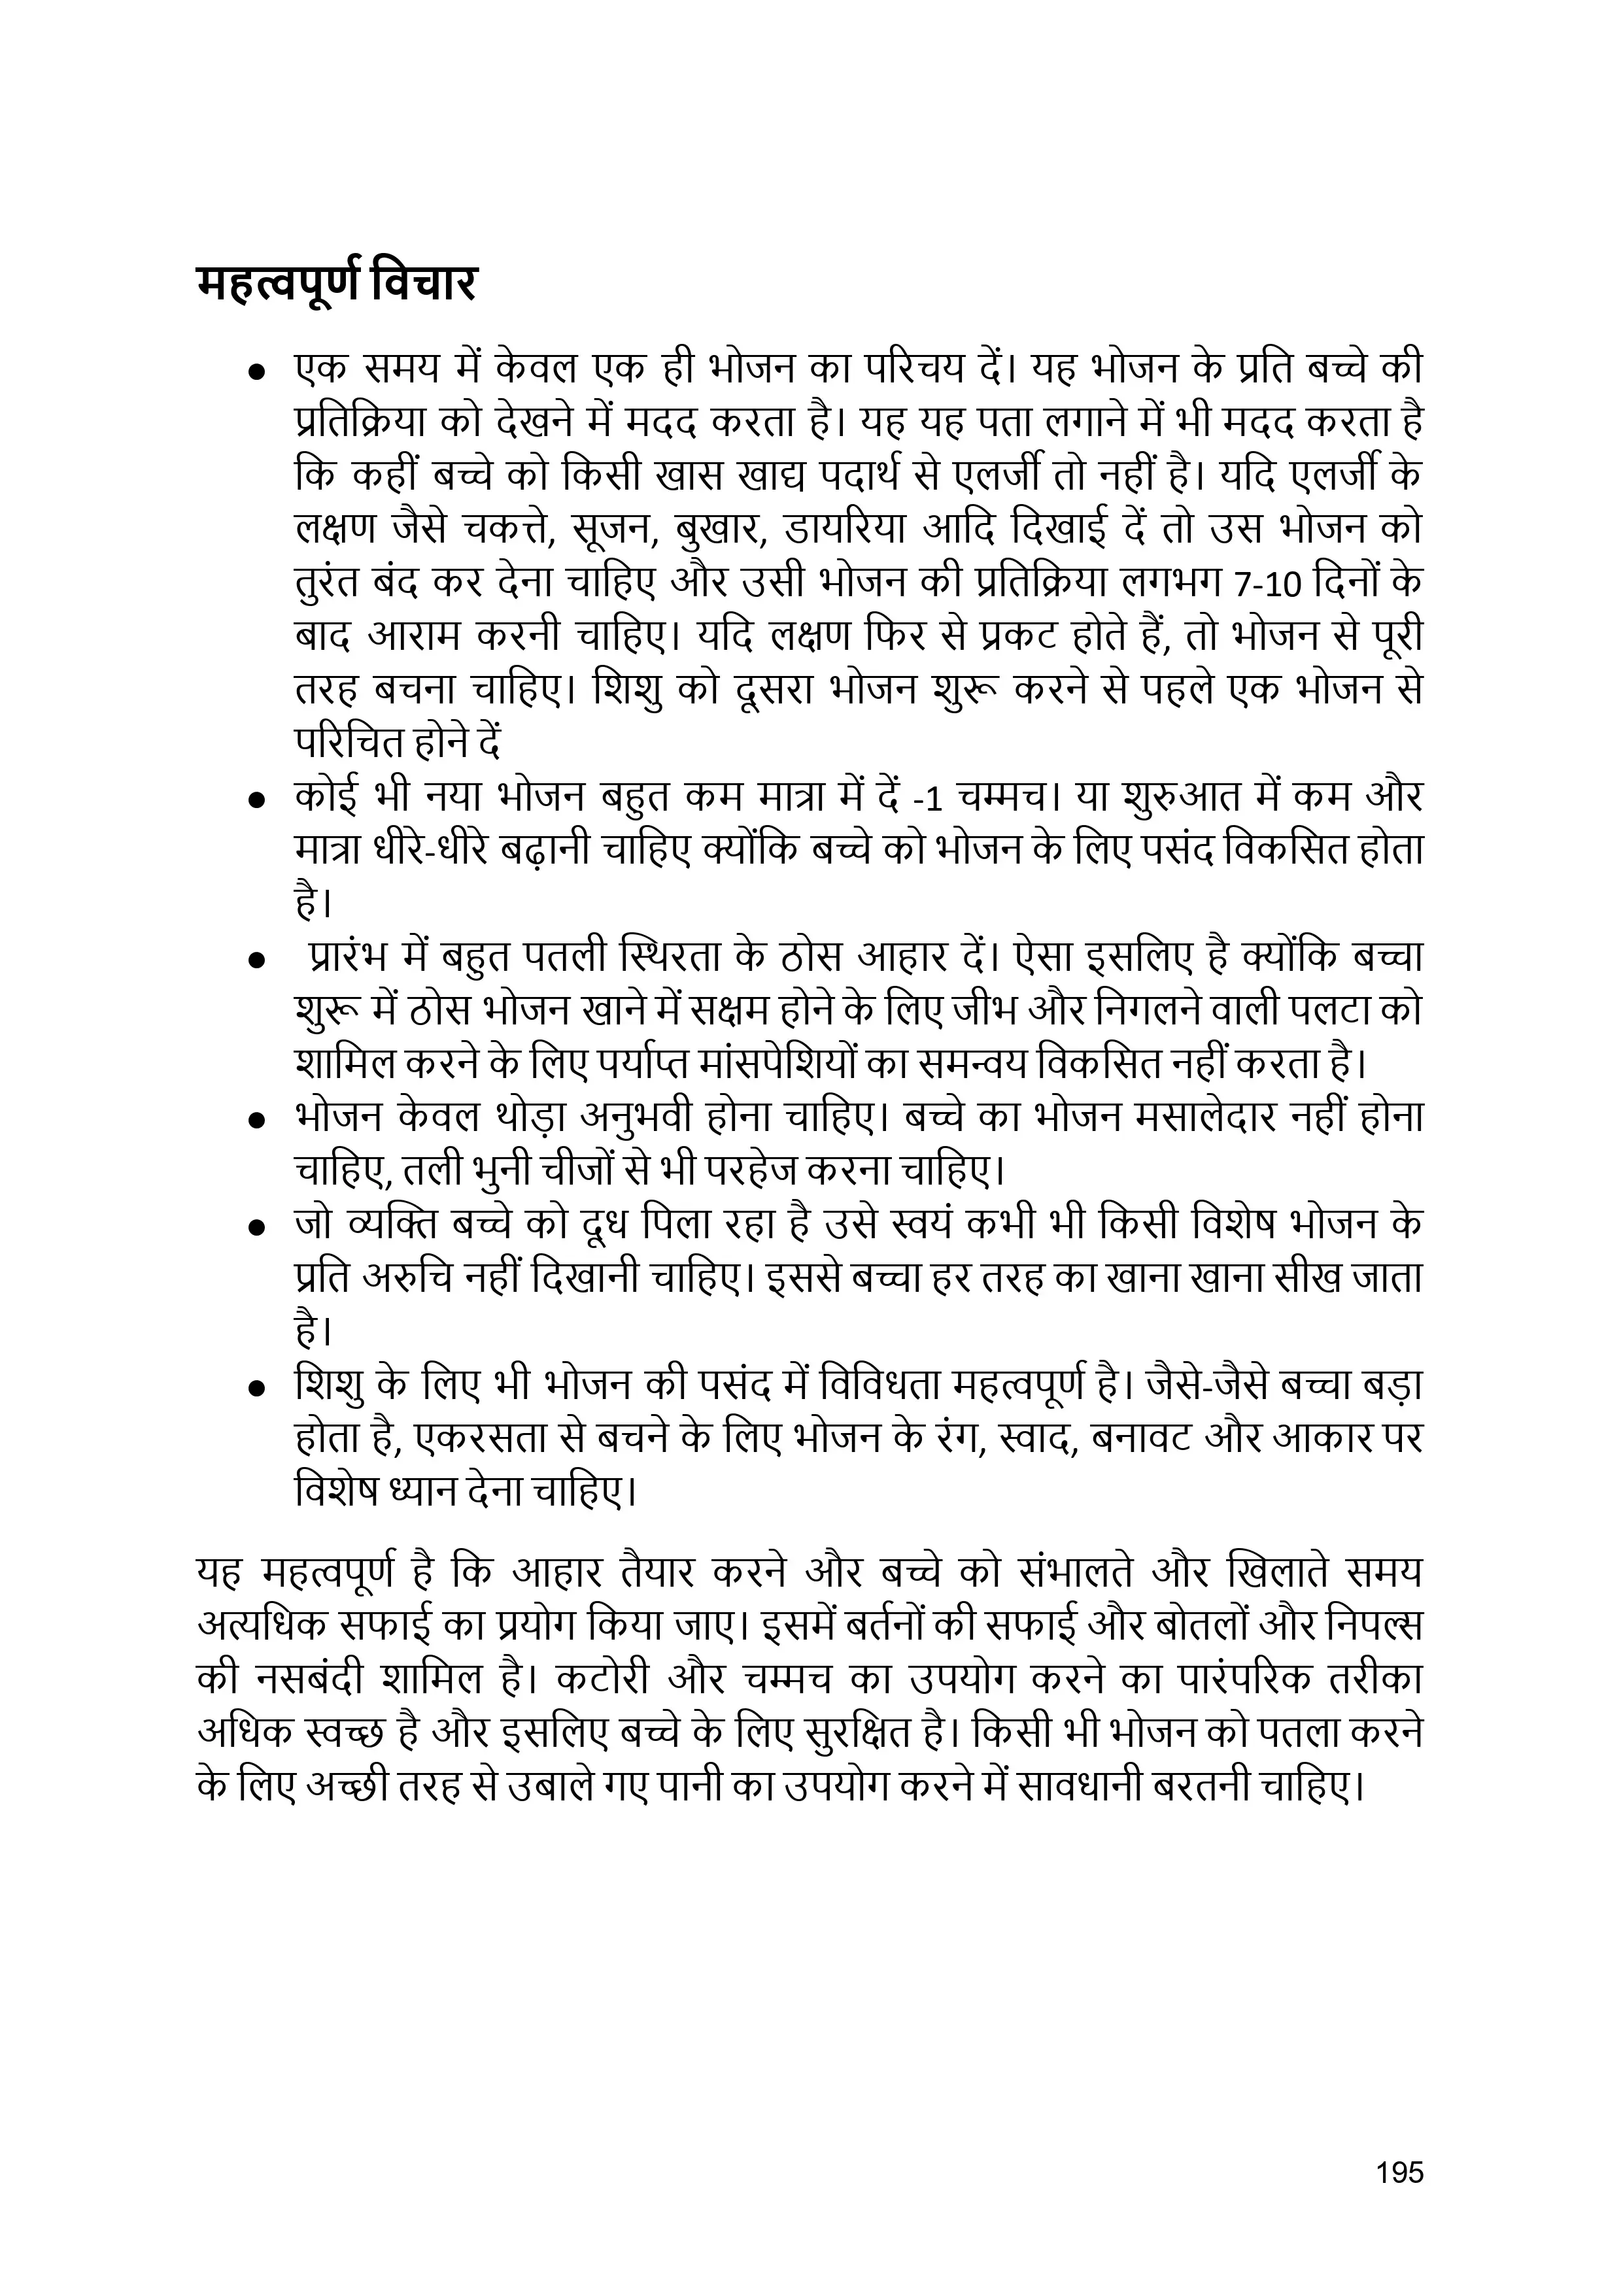 महत्वपूर्ण विचार
● एक समय में केवल एक ही भोजन का परिचय दें। यह भोजन के प्रति बच्चे की
प्रतिक्रिया को देखने में मदद करता है। यह यह पता लगाने में भी मदद करता है
कि कहीं बच्चे को किसी खास खाद्य पदार्थ से एलर्जी तो नहीं है। यदि एलर्जी के
लक्षण जैसे चकत्ते, सूजन, बुखार, डायरिया आदि दिखाई दें तो उस भोजन को
तुरंत बंद कर देना चाहिए और उसी भोजन की प्रतिक्रिया लगभग 7-10 दिनों के
बाद आराम करनी चाहिए। यदि लक्षण फिर से प्रकट होते हैं, तो भोजन से पूरी
तरह बचना चाहिए। शिशु को दूसरा भोजन शुरू करने से पहले एक भोजन से
परिचित होने दें
● कोई भी नया भोजन बहुत कम मात्रा में दें -1 चम्मच। या शुरुआत में कम और
मात्रा धीरे-धीरे बढ़ानी चाहिए क्योंकि बच्चे को भोजन के लिए पसंद विकसित होता
है।
● प्रारंभ में बहुत पतली स्थिरता के ठोस आहार दें। ऐसा इसलिए है क्योंकि बच्चा
शुरू में ठोस भोजन खाने में सक्षम होने के लिए जीभ और निगलने वाली पलटा को
शामिल करने के लिए पर्याप्त मांसपेशियों का समन्वय विकसित नहीं करता है।
● भोजन केवल थोड़ा अनुभवी होना चाहिए। बच्चे का भोजन मसालेदार नहीं होना
चाहिए, तली भुनी चीजों से भी परहेज करना चाहिए।
● जो व्यक्ति बच्चे को दूध पिला रहा है उसे स्वयं कभी भी किसी विशेष भोजन के
प्रति अरुचि नहीं दिखानी चाहिए। इससे बच्चा हर तरह का खाना खाना सीख जाता
है।
● शिशु के लिए भी भोजन की पसंद में विविधता महत्वपूर्ण है। जैसे-जैसे बच्चा बड़ा
होता है, एकरसता से बचने के लिए भोजन के रंग, स्वाद, बनावट और आकार पर
विशेष ध्यान देना चाहिए।
यह महत्वपूर्ण है कि आहार तैयार करने और बच्चे को संभालते और खिलाते समय
अत्यधिक सफाई का प्रयोग किया जाए। इसमें बर्तनों की सफाई और बोतलों और निपल्स
की नसबंदी शामिल है। कटोरी और चम्मच का उपयोग करने का पारंपरिक तरीका
अधिक स्वच्छ है और इसलिए बच्चे के लिए सुरक्षित है। किसी भी भोजन को पतला करने
के लिए अच्छी तरह से उबाले गए पानी का उपयोग करने में सावधानी बरतनी चाहिए।
195